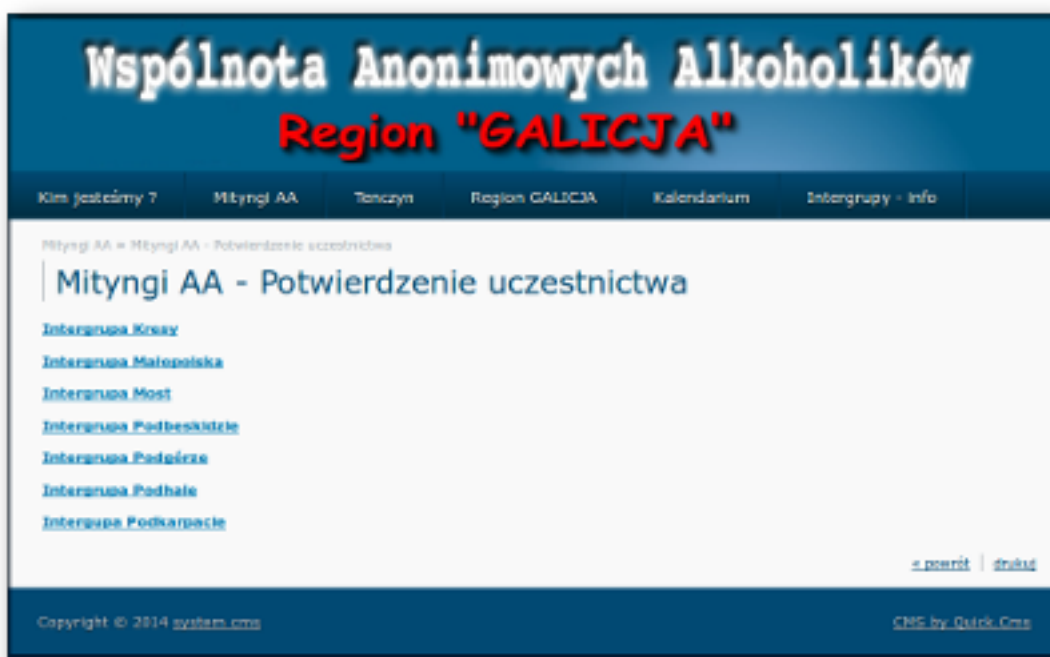 Wspólnota Anonimowych Alkoholików
Region "GALICJA"
Kim jesteśmy ? Mityngi AA Tenczyn Region GALICJA Kalendarium Intergrupy - info
Mityngi AA » Mityngi AA - Potwierdzenie uczestnictwa
Mityngi AA - Potwierdzenie uczestnictwa
Intergrupa Kresy
Intergrupa Małopolska
Intergrupa Most
Intergrupa Podbeskidzie
Intergrupa Podgórze
Intergrupa Podhale
Intergupa Podkarpacie
« powrót | drukuj
Copyright © 2014 system cms CMS by Quick.Cms